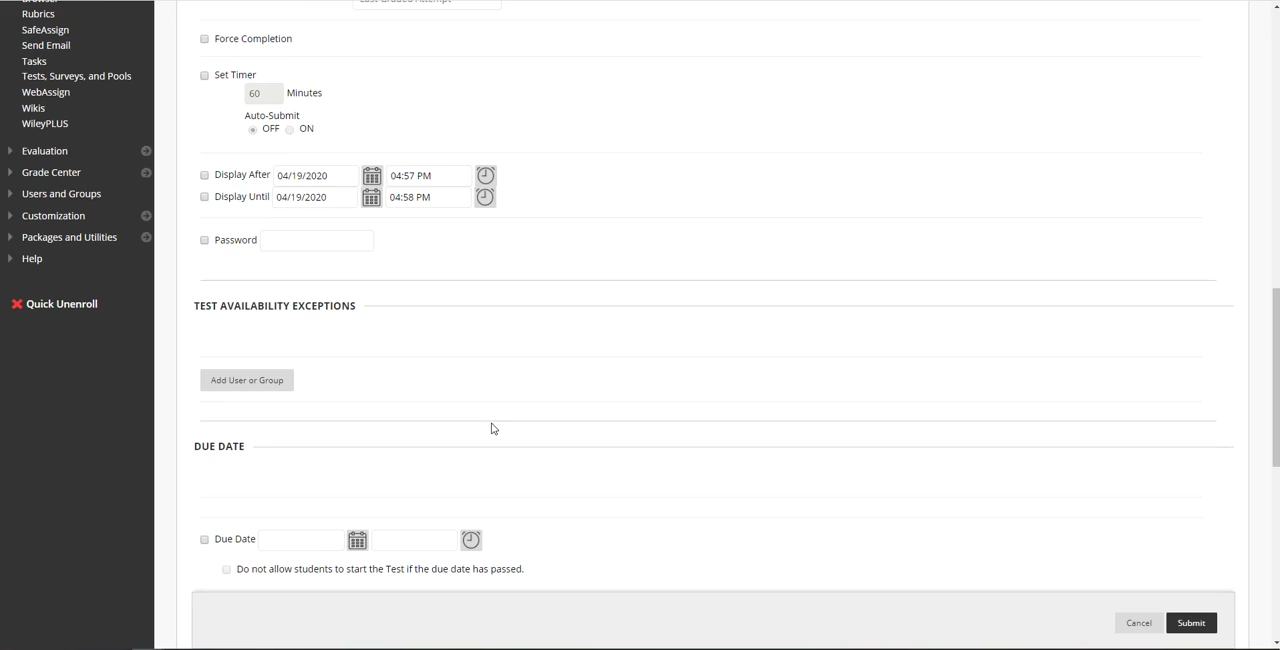 Rubrics
SafeAssign
Send Email
Tasks
Tests, Surveys, and Pools
WebAssign
Wikis
WileyPLUS
Evaluation
Grade Center
Users and Groups
Customization
Packages and Utilities
Help
Quick Unenroll
Force Completion
Set Timer
60 Minutes
Auto-Submit
OFF ON
Display After 04/19/2020 04:57 PM
Display Until 04/19/2020 04:58 PM
Password
TEST AVAILABILITY EXCEPTIONS
Add User or Group
DUE DATE
Due Date
Do not allow students to start the Test if the due date has passed.
Cancel Submit